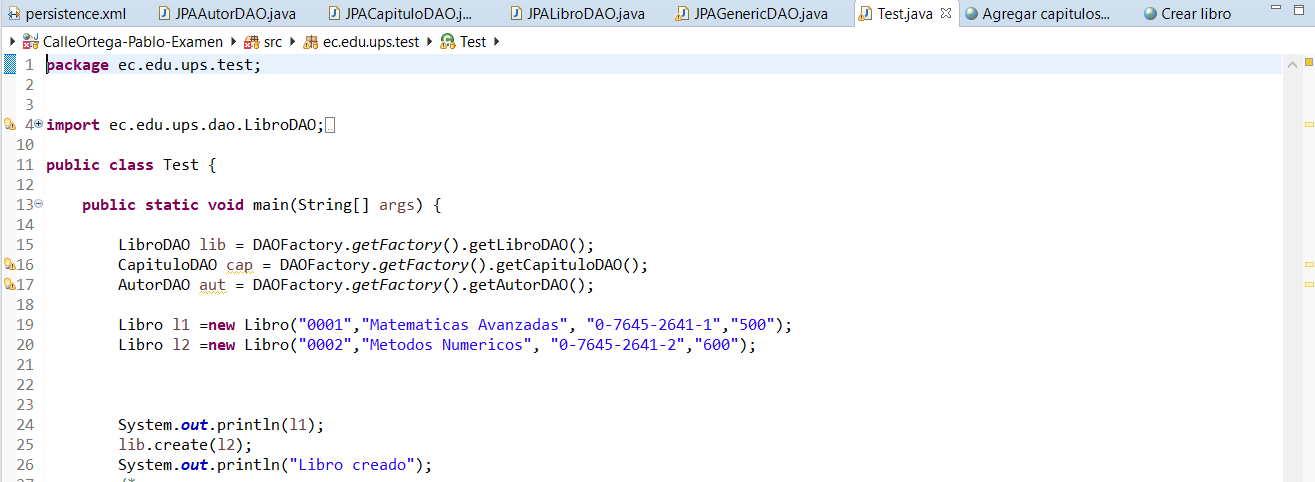 persistence.xml JPAAutorDAO.java JPACapituloDAO.j... JPALibroDAO.java JPAGenericDAO.java Test.java Agregar capitulos... Crear libro
CalleOrtega-Pablo-Examen src ec.edu.ups.test Test
1 package ec.edu.ups.test;
2
3
4 import ec.edu.ups.dao.LibroDAO;
10
11 public class Test {
12
13 public static void main(String[] args) {
14
15 LibroDAO lib = DAOFactory.getFactory().getLibroDAO();
16 CapituloDAO cap = DAOFactory.getFactory().getCapituloDAO();
17 AutorDAO aut = DAOFactory.getFactory().getAutorDAO();
18
19 Libro l1 =new Libro("0001","Matematicas Avanzadas", "0-7645-2641-1","500");
20 Libro l2 =new Libro("0002","Metodos Numericos", "0-7645-2641-2","600");
21
22
23
24 System.out.println(l1);
25 lib.create(l2);
26 System.out.println("Libro creado");
27 /*